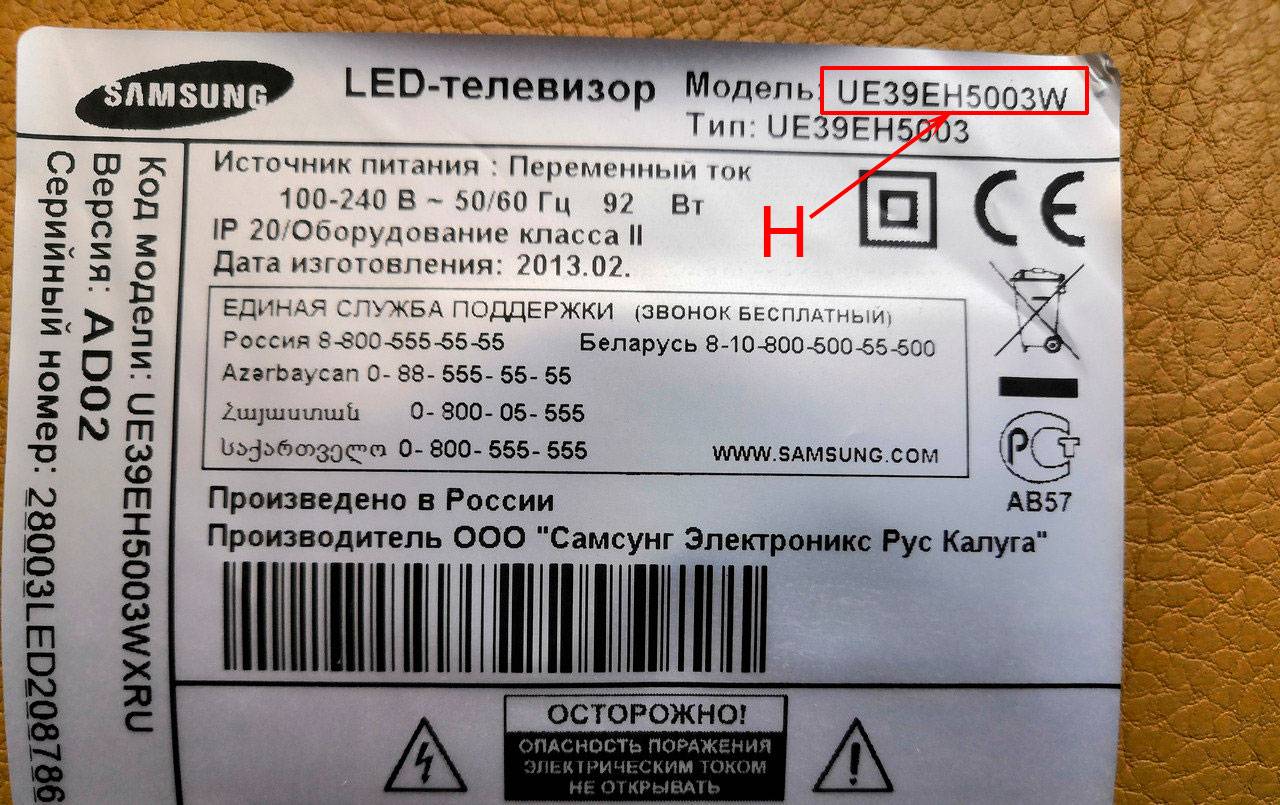 SAMSUNG
LED-телевизор
Модель: UE39EH5003W
Тип: UE39EH5003
Источник питания : Переменный ток
100-240 В ~ 50/60 Гц 92 Вт
H
IP 20/Оборудование класса II
Дата изготовления: 2013.02.
CE
ЕДИНАЯ СЛУЖБА ПОДДЕРЖКИ (ЗВОНОК БЕСПЛАТНЫЙ)
Россия 8-800-555-55-55 Беларусь 8-10-800-500-55-500
Azərbaycan 0- 88- 555- 55- 55
Հայաստան 0- 800- 05- 555
საქართველო 0- 800- 555- 555
WWW.SAMSUNG.COM
РСТ
АВ57
Произведено в России
Производитель ООО "Самсунг Электроникс Рус Калуга"
ОСТОРОЖНО!
ОПАСНОСТЬ ПОРАЖЕНИЯ
ЭЛЕКТРИЧЕСКИМ ТОКОМ
НЕ ОТКРЫВАТЬ
Код модели: UE39EH5003WXRU
Версия: AD02
Серийный номер: 28003LED208786